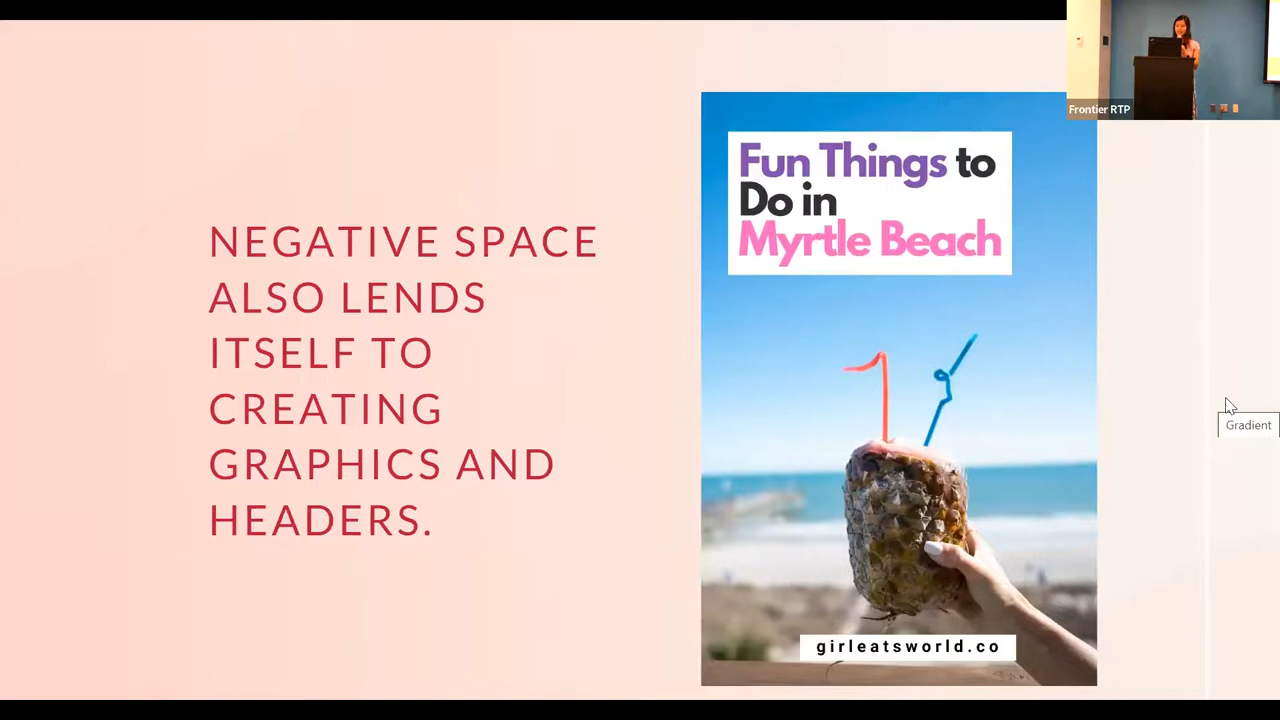 NEGATIVE SPACE
ALSO LENDS
ITSELF TO
CREATING
GRAPHICS AND
HEADERS.
Fun Things to
Do in
Myrtle Beach
girleatsworld.co
Frontier RTP
Gradient